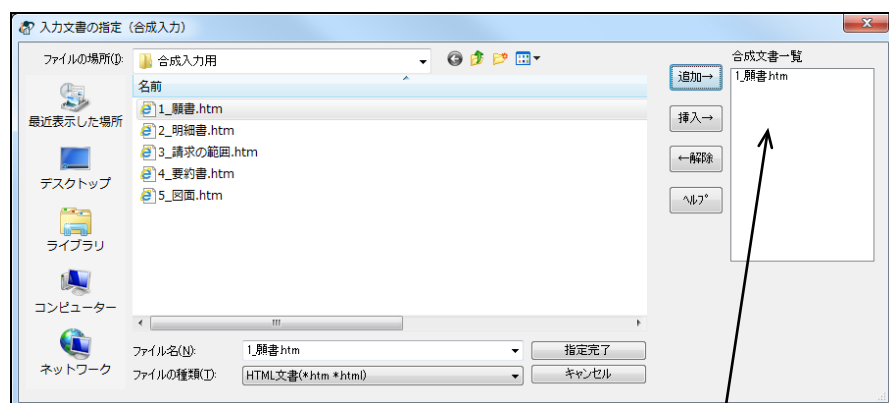 入力文書の指定（合成入力）
ファイルの場所(I):
合成入力用
最近表示した場所
デスクトップ
ライブラリ
コンピューター
ネットワーク
名前
1_願書.htm
2_明細書.htm
3_請求の範囲.htm
4_要約書.htm
5_図面.htm
ファイル名(N):
1_願書.htm
指定完了
ファイルの種類(T):
HTML文書(*.htm *.html)
キャンセル
追加→
挿入→
←解除
ヘルプ
合成文書一覧
1_願書.htm